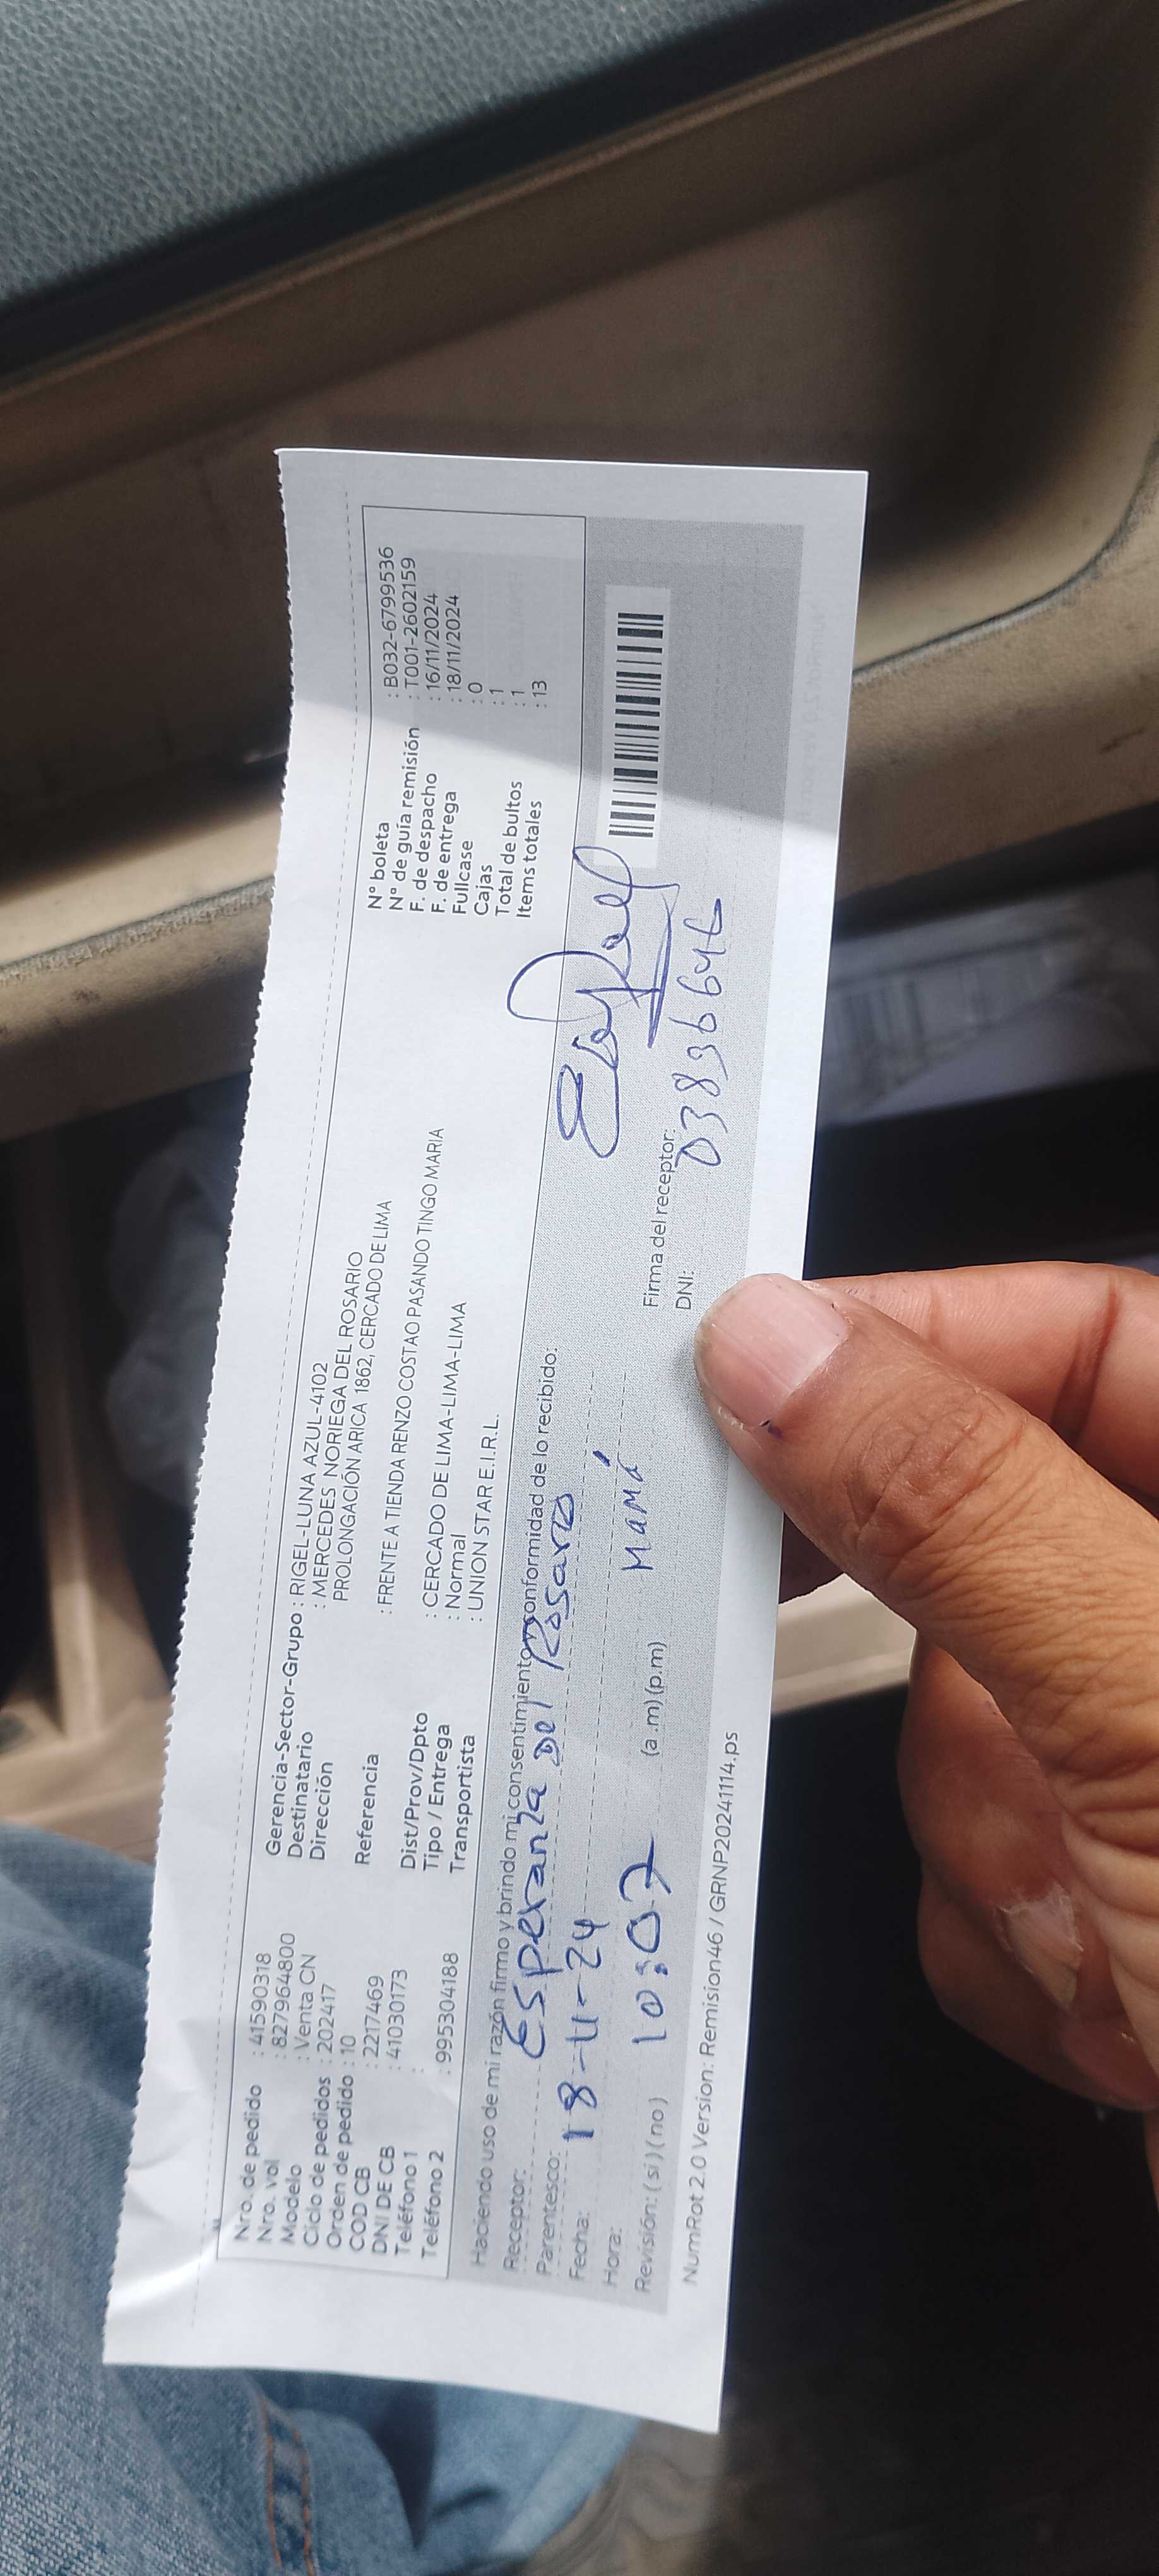 Nro. de pedido : 41590318
Nro. vol : 827964800
Modelo : Venta CN
Ciclo de pedidos : 202417
Orden de pedido : 10
COD CB : 2217469
DNI DE CB : 41030173
Teléfono 1 :
Teléfono 2 : 995304188
Gerencia-Sector-Grupo : RIGEL-LUNA AZUL-4102
Destinatario : MERCEDES NORIEGA DEL ROSARIO
Dirección PROLONGACIÓN ARICA 1862, CERCADO DE LIMA
Referencia : FRENTE A TIENDA RENZO COSTAO PASANDO TINGO MARIA
Dist/Prov/Dpto : CERCADO DE LIMA-LIMA-LIMA
Tipo / Entrega : Normal
Transportista : UNION STAR E.I.R.L.
N° boleta : B032-6799536
N° de guía remisión : T001-2602159
F. de despacho : 16/11/2024
F. de entrega : 18/11/2024
Fullcase : 0
Cajas : 1
Total de bultos : 1
Items totales : 13
Haciendo uso de mi razón firmo y brindo mi consentimiento y conformidad de lo recibido:
Receptor: Esperanza Del Rosario
Parentesco: Mamá
Fecha: 18-11-24
Hora: 10:07 (a.m) (p.m)
Revisión: ( si ) ( no )
Firma del receptor:
DNI: 03836646
NumRot 2.0 Version: Remision46 / GRNP20241114.ps